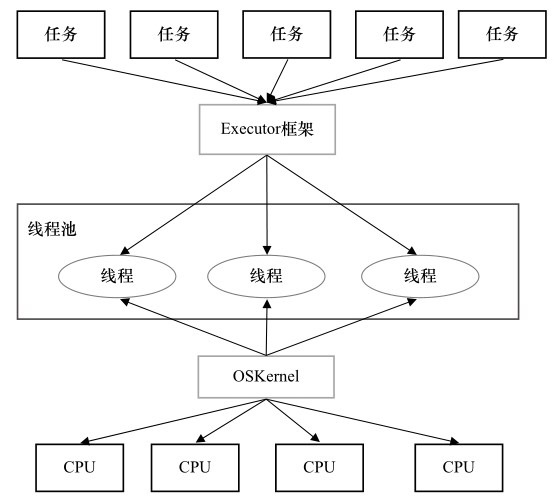 任务 任务 任务 任务 任务
Executor框架
线程池
线程 线程 线程
OSKernel
CPU CPU CPU CPU